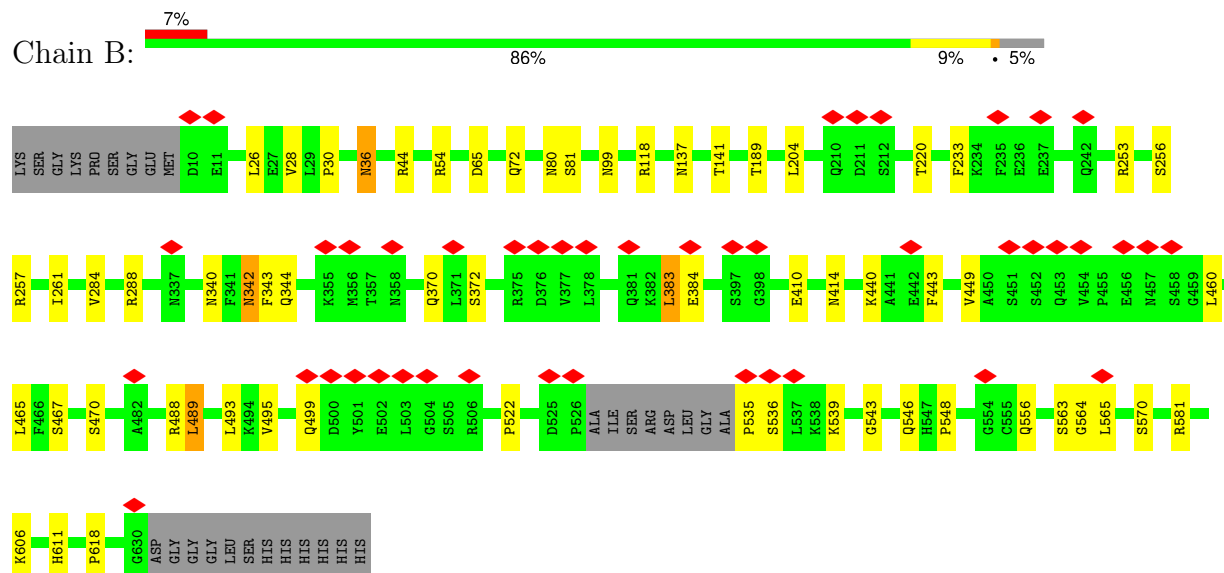 7%
Chain B:
86% 9% • 5%
LYS SER GLY LYS PRO SER GLY GLU MET D10 E11 L26 E27 V28 L29 P30 N36 R44 R54 D65 Q72 N80 S81 N99 R118 N137 T141 T189 L204 Q210 D211 S212 T220 F233 K234 F235 E236 E237 Q242 R253 S256
R257 I261 V284 R288 N337 N340 F341 N342 F343 Q344 K355 M356 T357 N358 Q370 L371 S372 R375 D376 V377 L378 Q381 K382 L383 E384 S397 G398 E410 N414 K440 A441 E442 F443 V449 A450 S451 S452 Q453 V454 P455 E456 N457 S458 G459 L460
L465 F466 S467 S470 A482 R488 L489 L493 K494 V495 Q499 D500 Y501 E502 L503 G504 S505 R506 P522 D525 P526 ALA ILE SER ARG ASP LEU GLY ALA P535 S536 L537 K538 K539 G543 Q546 H547 P548 G554 C555 Q556 S563 G564 L565 S570 R581
K606 H611 P618 G630 ASP GLY GLY GLY LEU SER HIS HIS HIS HIS HIS HIS